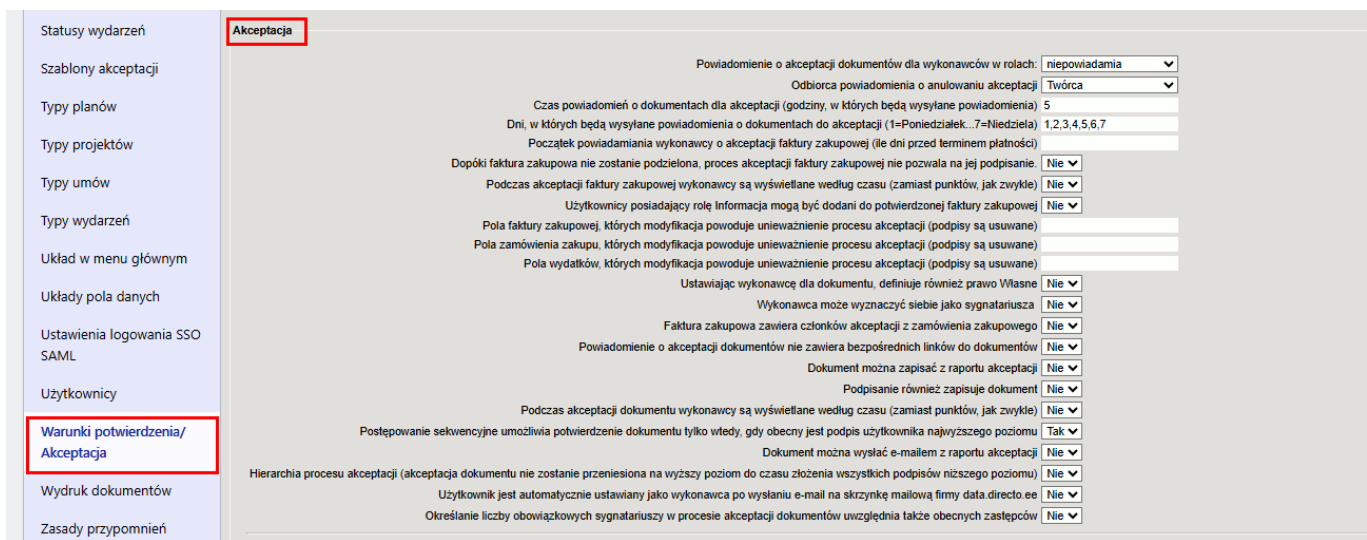 Statusy wydarzeń
Szablony akceptacji
Typy planów
Typy projektów
Typy umów
Typy wydarzeń
Układ w menu głównym
Układy pola danych
Ustawienia logowania SSO
SAML
Użytkownicy
Warunki potwierdzenia/
Akceptacja
Wydruk dokumentów
Zasady przypomnień
Akceptacja
Powiadomienie o akceptacji dokumentów dla wykonawców w rolach: niepowiadamia
Odbiorca powiadomienia o anulowaniu akceptacji Twórca
Czas powiadomień o dokumentach dla akceptacji (godziny, w których będą wysyłane powiadomienia) 5
Dni, w których będą wysyłane powiadomienia o dokumentach do akceptacji (1=Poniedziałek...7=Niedziela) 1,2,3,4,5,6,7
Początek powiadamiania wykonawcy o akceptacji faktury zakupowej (ile dni przed terminem płatności)
Dopóki faktura zakupowa nie zostanie podzielona, proces akceptacji faktury zakupowej nie pozwala na jej podpisanie. Nie
Podczas akceptacji faktury zakupowej wykonawcy są wyświetlane według czasu (zamiast punktów, jak zwykle) Nie
Użytkownicy posiadający rolę Informacja mogą być dodani do potwierdzonej faktury zakupowej Nie
Pola faktury zakupowej, których modyfikacja powoduje unieważnienie procesu akceptacji (podpisy są usuwane)
Pola zamówienia zakupu, których modyfikacja powoduje unieważnienie procesu akceptacji (podpisy są usuwane)
Pola wydatków, których modyfikacja powoduje unieważnienie procesu akceptacji (podpisy są usuwane)
Ustawiając wykonawcę dla dokumentu, definiuje również prawo Własne Nie
Wykonawca może wyznaczyć siebie jako sygnatariusza Nie
Faktura zakupowa zawiera członków akceptacji z zamówienia zakupowego Nie
Powiadomienie o akceptacji dokumentów nie zawiera bezpośrednich linków do dokumentów Nie
Dokument można zapisać z raportu akceptacji Nie
Podpisanie również zapisuje dokument Nie
Podczas akceptacji dokumentu wykonawcy są wyświetlane według czasu (zamiast punktów, jak zwykle) Nie
Postępowanie sekwencyjne umożliwia potwierdzenie dokumentu tylko wtedy, gdy obecny jest podpis użytkownika najwyższego poziomu Tak
Dokument można wysłać e-mailem z raportu akceptacji Nie
Hierarchia procesu akceptacji (akceptacja dokumentu nie zostanie przeniesiona na wyższy poziom do czasu złożenia wszystkich podpisów niższego poziomu) Nie
Użytkownik jest automatycznie ustawiany jako wykonawca po wysłaniu e-mail na skrzynkę mailową firmy data.directo.ee Nie
Określanie liczby obowiązkowych sygnatariuszy w procesie akceptacji dokumentów uwzględnia także obecnych zastępców Nie